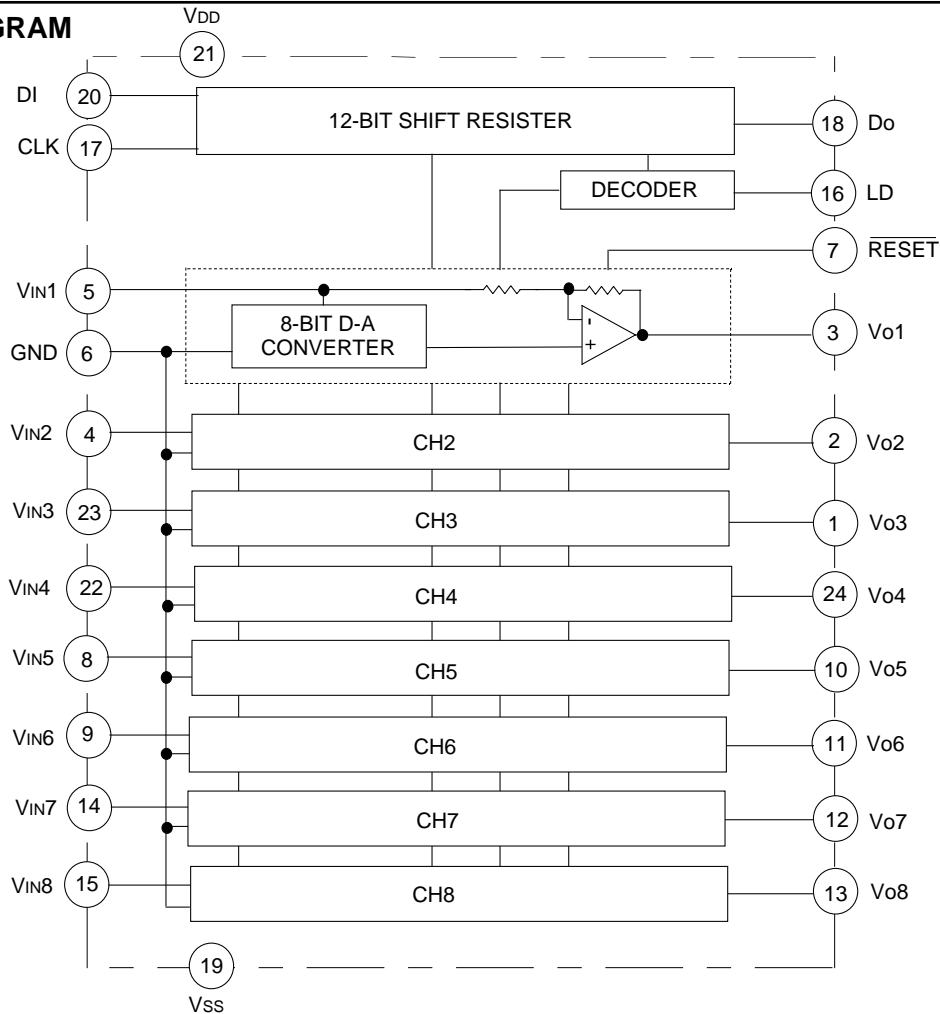 GRAM
VDD
21
DI 20
12-BIT SHIFT RESISTER
18 Do
CLK 17
DECODER
16 LD
7 RESET
VIN1 5
8-BIT D-A
CONVERTER
-
+
3 Vo1
GND 6
VIN2 4
CH2
2 Vo2
VIN3 23
CH3
1 Vo3
VIN4 22
CH4
24 Vo4
VIN5 8
CH5
10 Vo5
VIN6 9
CH6
11 Vo6
VIN7 14
CH7
12 Vo7
VIN8 15
CH8
13 Vo8
19
Vss